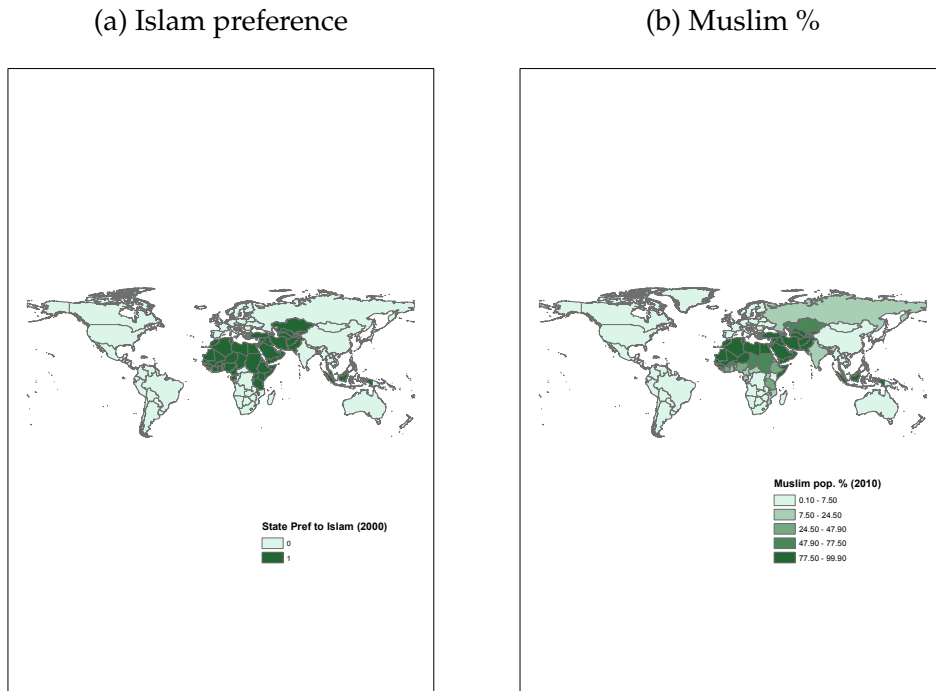 (a) Islam preference
(b) Muslim %
State Pref to Islam (2000)
0
1
Muslim pop. % (2010)
0.10 - 7.50
7.50 - 24.50
24.50 - 47.90
47.90 - 77.50
77.50 - 99.90